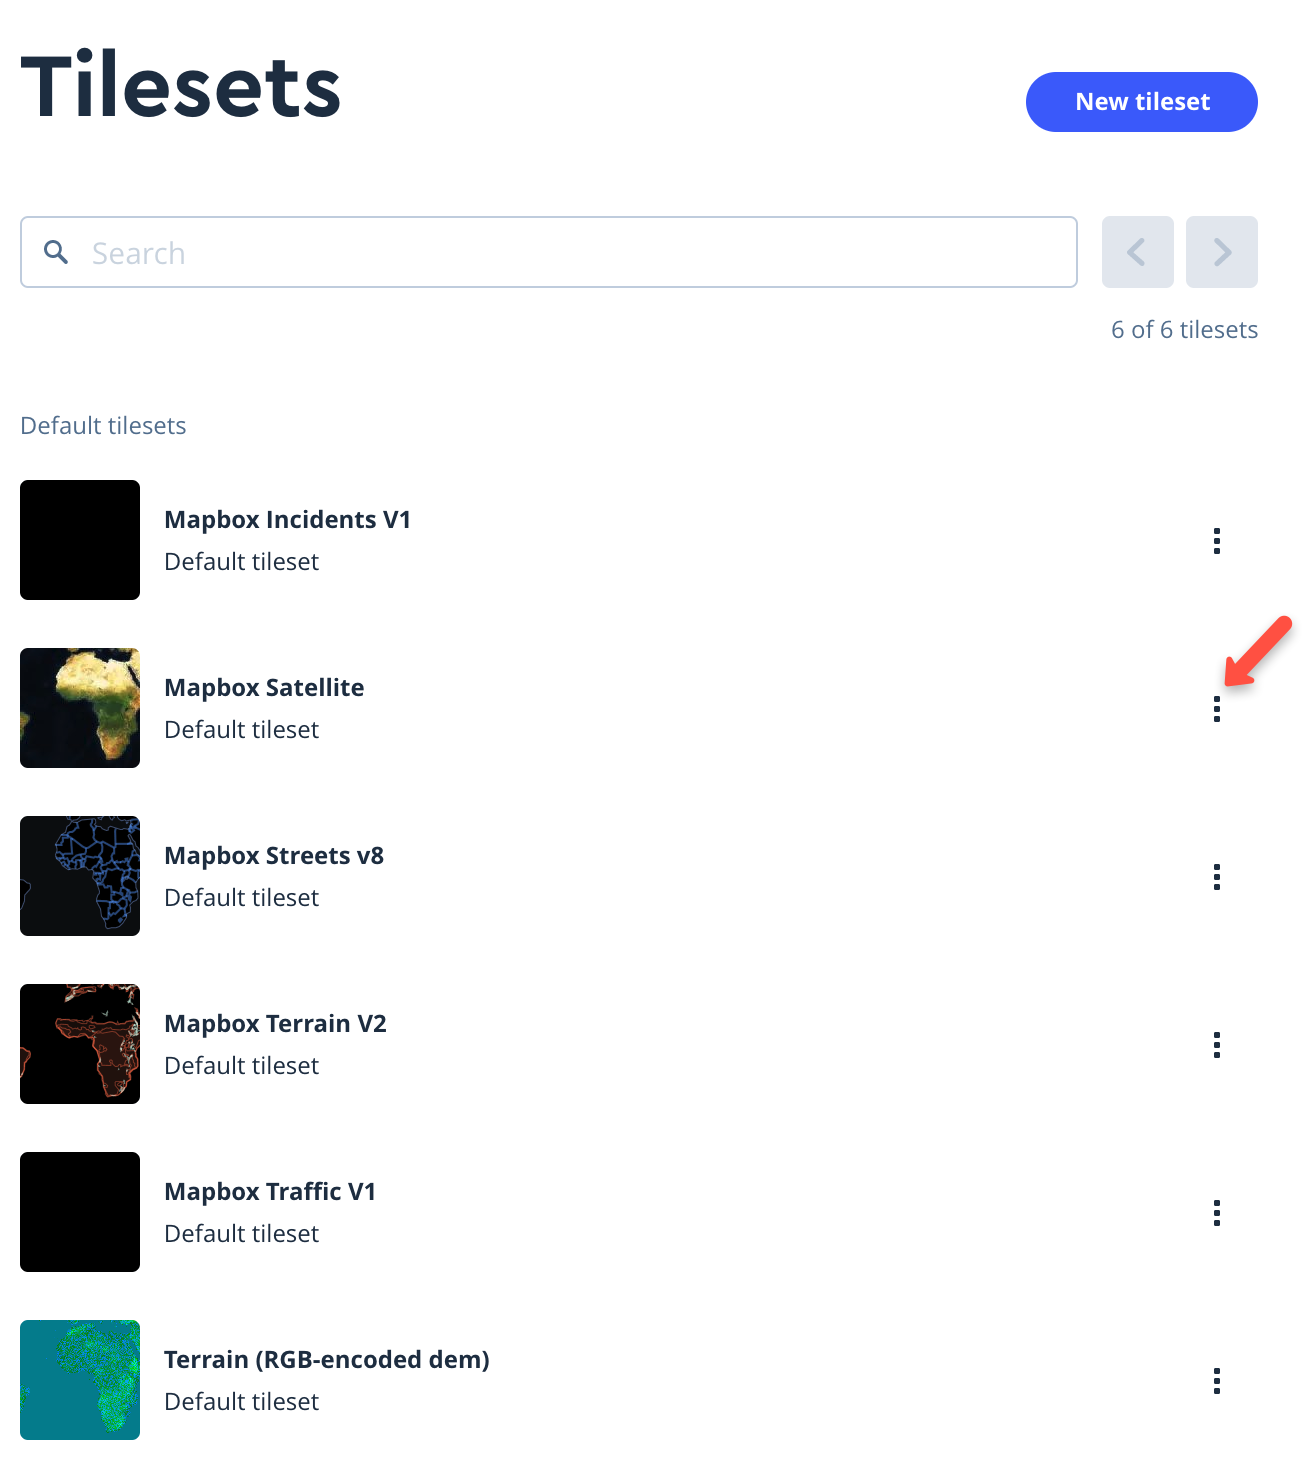 Tilesets
New tileset
Search
6 of 6 tilesets
Default tilesets
Mapbox Incidents V1
Default tileset
Mapbox Satellite
Default tileset
Mapbox Streets v8
Default tileset
Mapbox Terrain V2
Default tileset
Mapbox Traffic V1
Default tileset
Terrain (RGB-encoded dem)
Default tileset